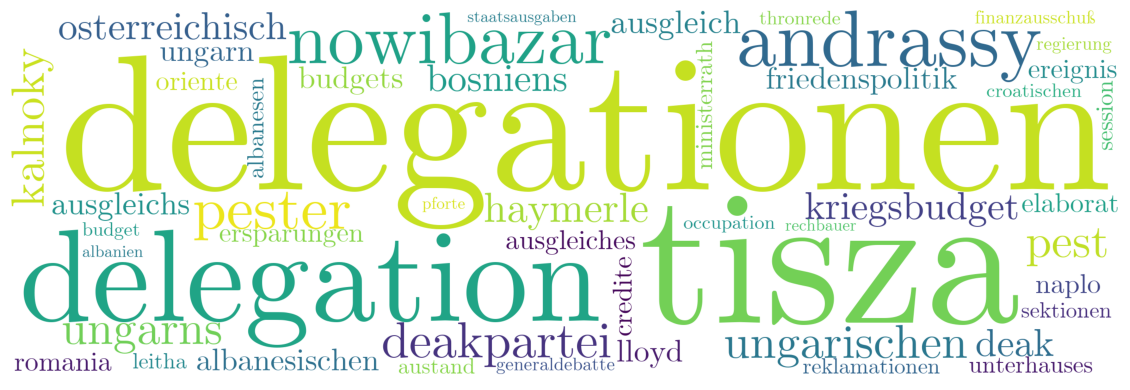 staatsausgaben
thronrede
finanzausschuß
osterreichisch
nowibazar
ausgleich
andrassy
regierung
ungarn
kalnoky
oriente
budgets
bosniens
ministerrath
friedenspolitik
ereignis
croatischen
albanesen
session
delegationen
ausgleichs
pester
pforte
haymerle
kriegsbudget
elaborat
budget
ersparungen
occupation
rechbauer
albanien
ausgleiches
tisza
pest
delegation
credite
naplo
sektionen
ungarns
deakpartei
lloyd
ungarischen
deak
romania
leitha
albanesischen
austand
generaldebatte
reklamationen
unterhauses